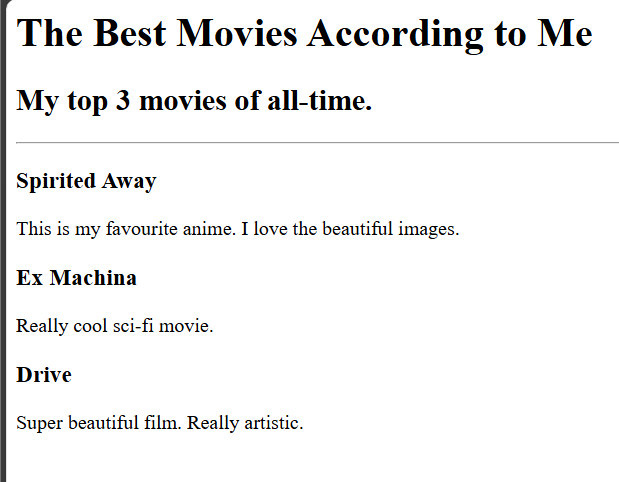 The Best Movies According to Me
My top 3 movies of all-time.
Spirited Away
This is my favourite anime. I love the beautiful images.
Ex Machina
Really cool sci-fi movie.
Drive
Super beautiful film. Really artistic.